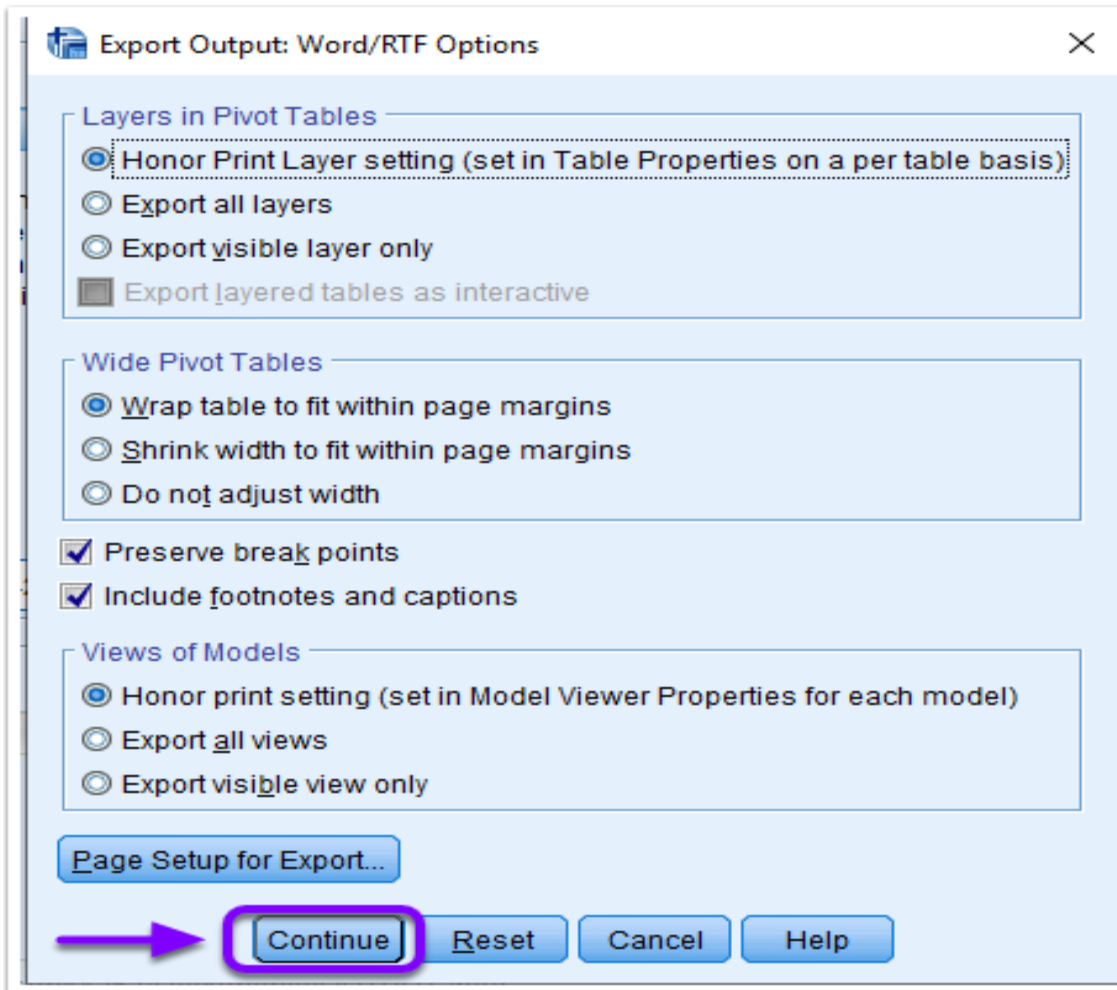 Export Output: Word/RTF Options
Layers in Pivot Tables
Honor Print Layer setting (set in Table Properties on a per table basis)
Export all layers
Export visible layer only
Export layered tables as interactive
Wide Pivot Tables
Wrap table to fit within page margins
Shrink width to fit within page margins
Do not adjust width
Preserve break points
Include footnotes and captions
Views of Models
Honor print setting (set in Model Viewer Properties for each model)
Export all views
Export visible view only
Page Setup for Export...
Continue Reset Cancel Help